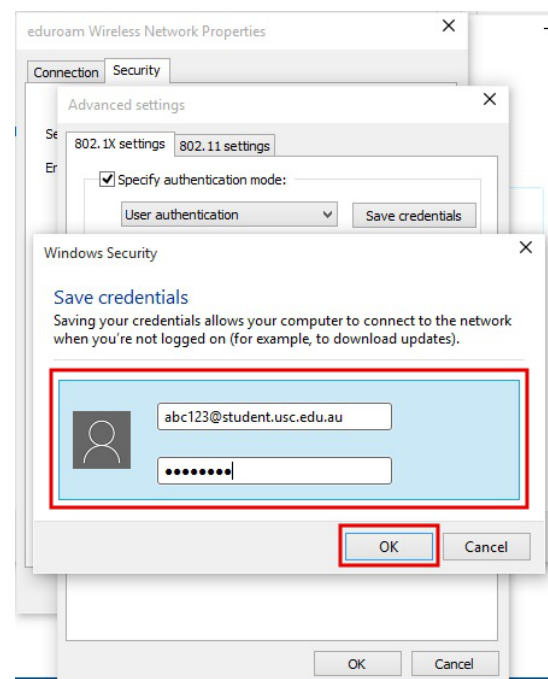 eduroam Wireless Network Properties
Connection Security
Advanced settings
Se
802.1X settings 802.11 settings
Er
Specify authentication mode:
User authentication Save credentials
Windows Security
Save credentials
Saving your credentials allows your computer to connect to the network
when you're not logged on (for example, to download updates).
abc123@student.usc.edu.au
••••••••
OK Cancel
OK Cancel